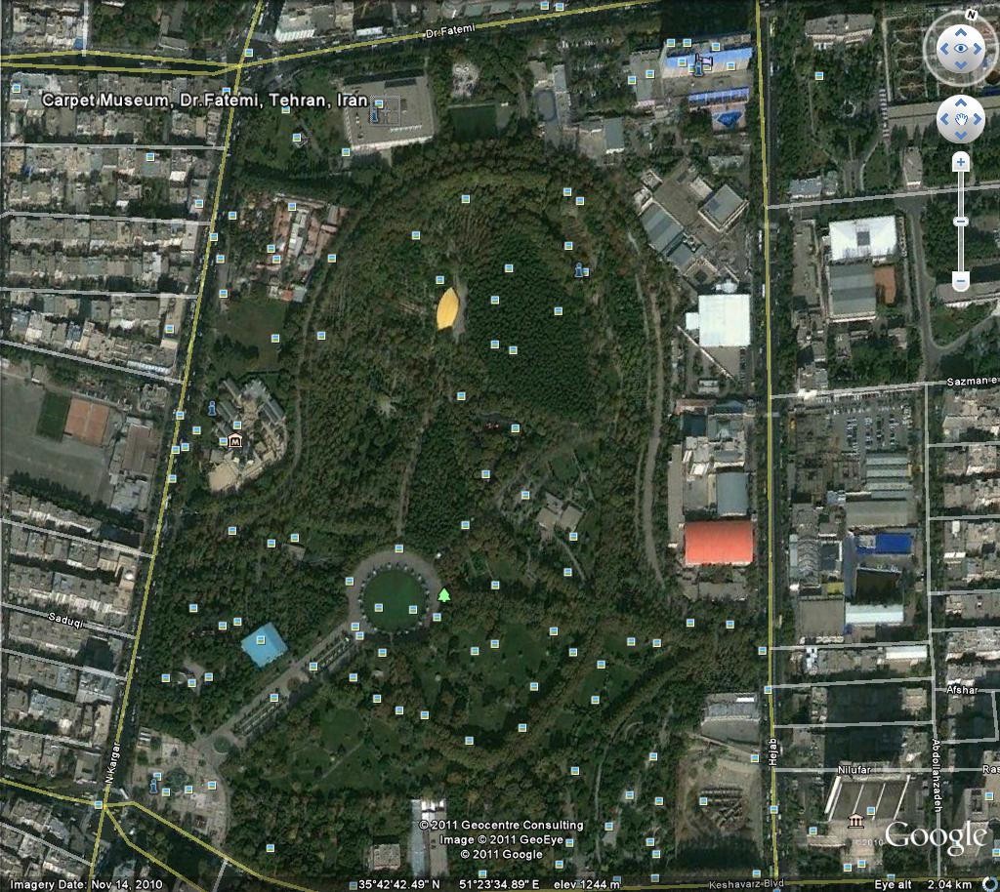 Dr.Fatemi
N
Carpet Museum, Dr.Fatemi, Tehran, Iran
Sazman e
Saduqi
Afshar
N Kargar
Hejab
Abdollahzadeh
Nilufar
© 2011 Geocentre Consulting
Image © 2011 GeoEye
© 2011 Google
©2010 Google
Imagery Date: Nov 14, 2010
35°42'42.49" N 51°23'34.89" E elev 1244 m
Keshavarz Blvd
Eye alt 2.04 km